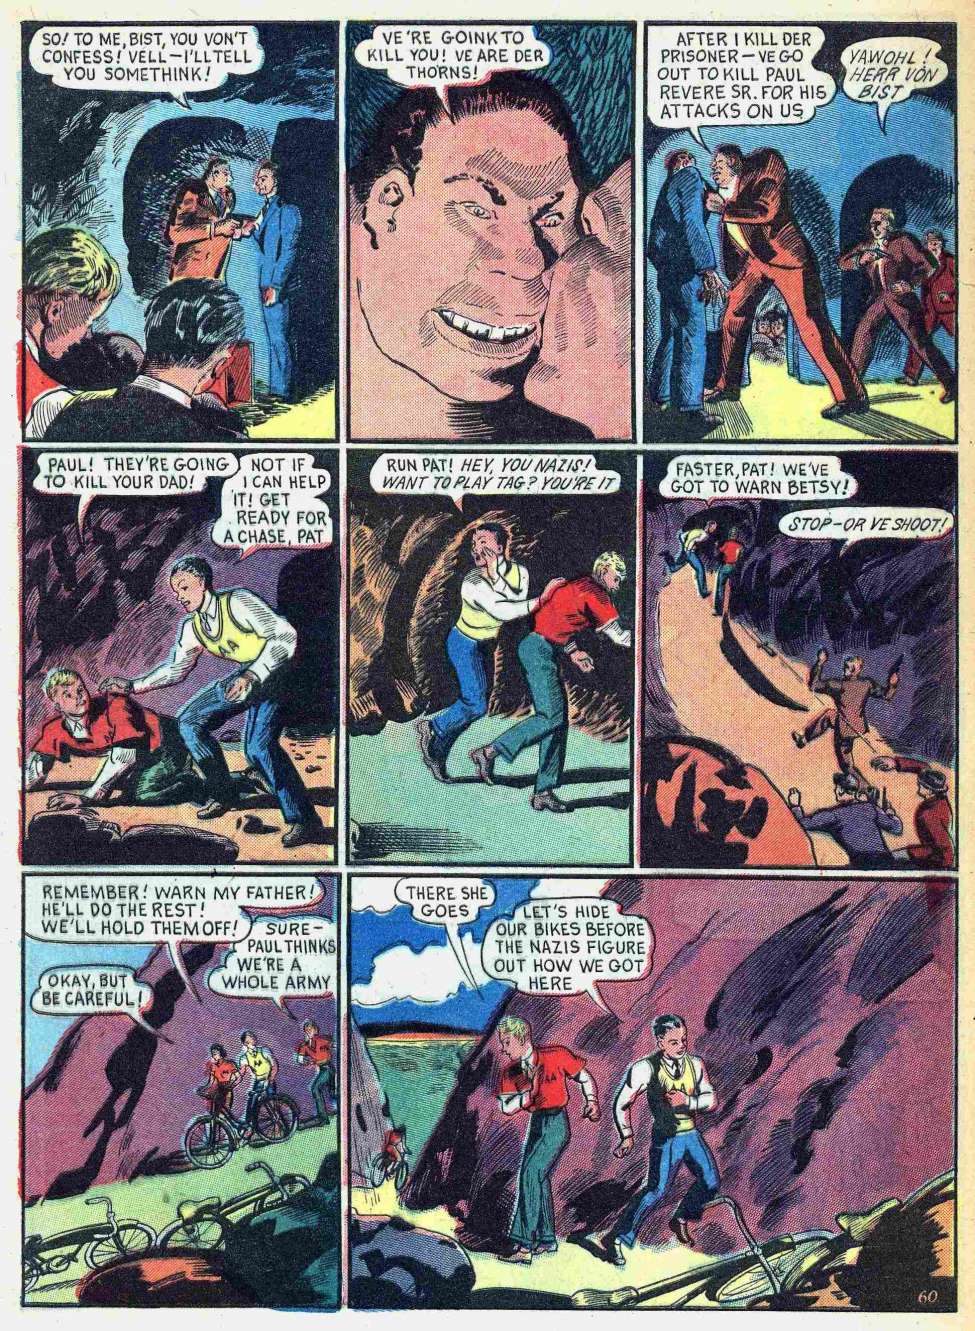 SO! TO ME, BIST, YOU VON'T
CONFESS! VELL—I'LL TELL
YOU SOMETHINK!
VE'RE GOINK TO
KILL YOU! VE ARE DER
THORNS!
AFTER I KILL DER
PRISONER—VE GO
OUT TO KILL PAUL
REVERE SR. FOR HIS
ATTACKS ON US
YAWOHL!
HERR VON
BIST
PAUL! THEY'RE GOING
TO KILL YOUR DAD!
NOT IF
I CAN HELP
IT! GET
READY FOR
A CHASE, PAT
AA
RUN PAT! HEY, YOU NAZIS!
WANT TO PLAY TAG? YOU'RE IT
FASTER, PAT! WE'VE
GOT TO WARN BETSY!
STOP—OR VE SHOOT!
REMEMBER! WARN MY FATHER!
HE'LL DO THE REST!
WE'LL HOLD THEM OFF!
SURE—
PAUL THINKS
WE'RE A
WHOLE ARMY
OKAY, BUT
BE CAREFUL!
AA
THERE SHE
GOES
LET'S HIDE
OUR BIKES BEFORE
THE NAZIS FIGURE
OUT HOW WE GOT
HERE
AA
AA
60